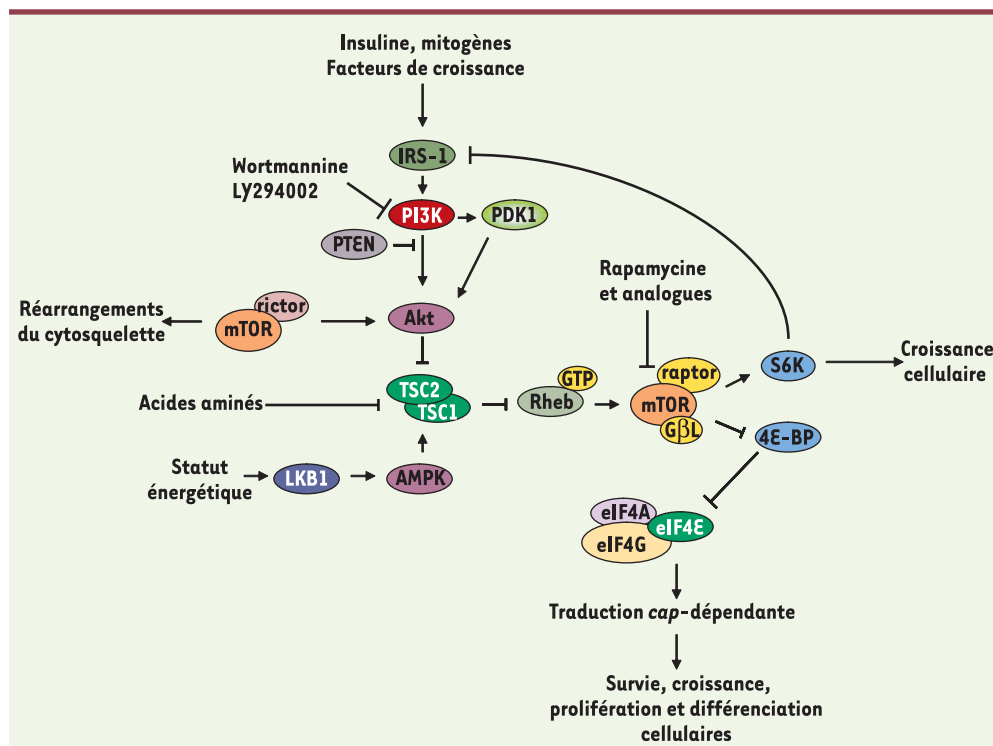 Insuline, mitogènes
Facteurs de croissance
IRS-1
Wortmannine
LY294002
PI3K
PDK1
PTEN
Rapamycine
et analogues
Réarrangements
du cytosquelette
rictor
mTOR
Akt
raptor
mTOR
GβL
S6K
Croissance
cellulaire
TSC2
TSC1
GTP
Rheb
Acides aminés
4E-BP
Statut
énergétique
LKB1
AMPK
eIF4A
eIF4E
eIF4G
Traduction cap-dépendante
Survie, croissance,
prolifération et différenciation
cellulaires